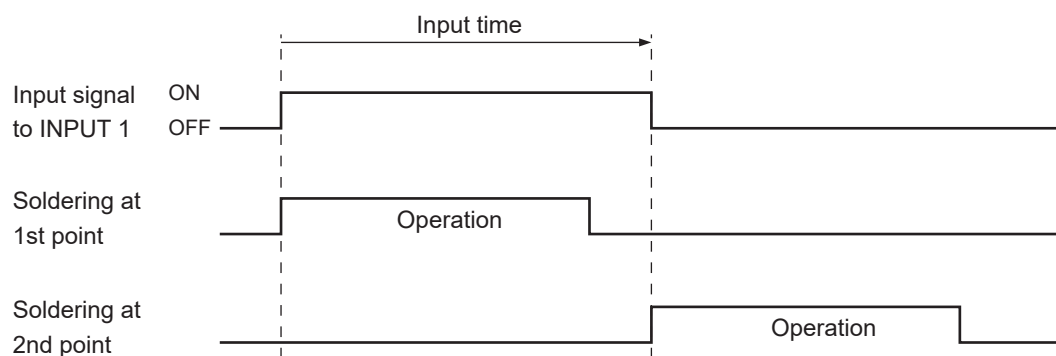 Input time
Input signal ON
to INPUT 1 OFF
Soldering at
1st point
Operation
Soldering at
2nd point
Operation